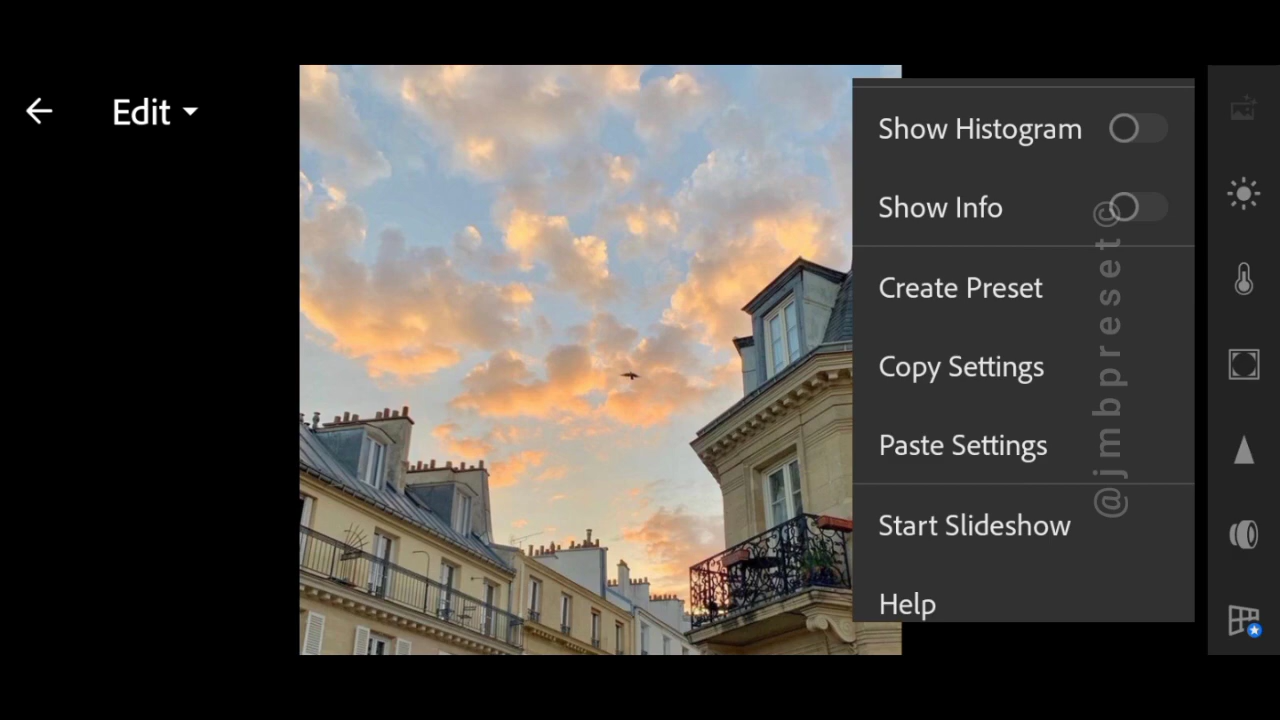 Edit
Show Histogram
Show Info
Create Preset
Copy Settings
Paste Settings
Start Slideshow
Help
@jmbpreset©